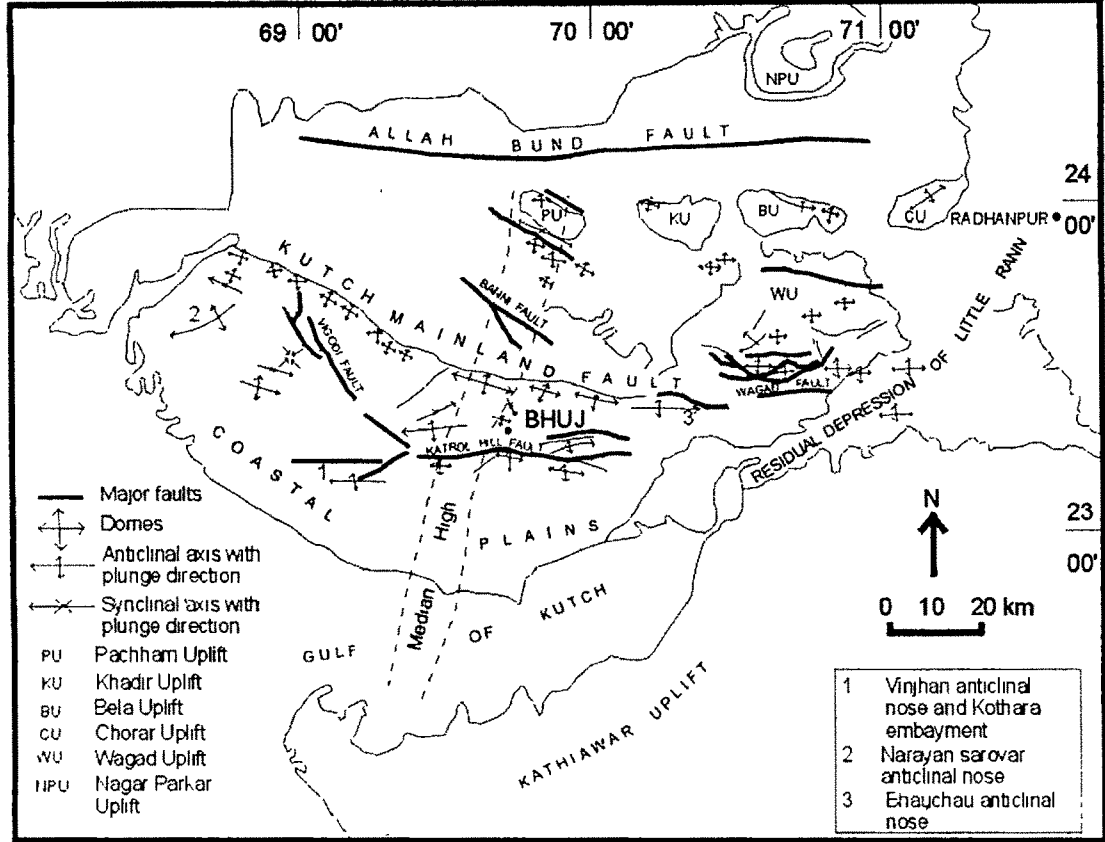 69 00'
70 00'
71 00'
NPU
ALLAH BUND FAULT
24
00'
PU
KU
BU
CU
RADHANPUR
KUTCH MAINLAND FAULT
BANNI FAULT
WU
2
VIGODI FAULT
WAGAD FAULT
RESIDUAL DEPRESSION OF LITTLE RANN
3
BHUJ
KATROL HILL FAULT
1
1
COASTAL PLAINS
23
00'
Median High
GULF OF KUTCH
KATHIAWAR UPLIFT
N
0 10 20 km
Major faults
Domes
Anticlinal axis with
plunge direction
Synclinal axis with
plunge direction
PU Pachham Uplift
KU Khadir Uplift
BU Bela Uplift
CU Chorar Uplift
WU Wagad Uplift
NPU Nagar Parkar
Uplift
1 Vinjhan anticlinal
nose and Kothara
embayment
2 Narayan sarovar
anticlinal nose
3 Bhaychau anticlinal
nose